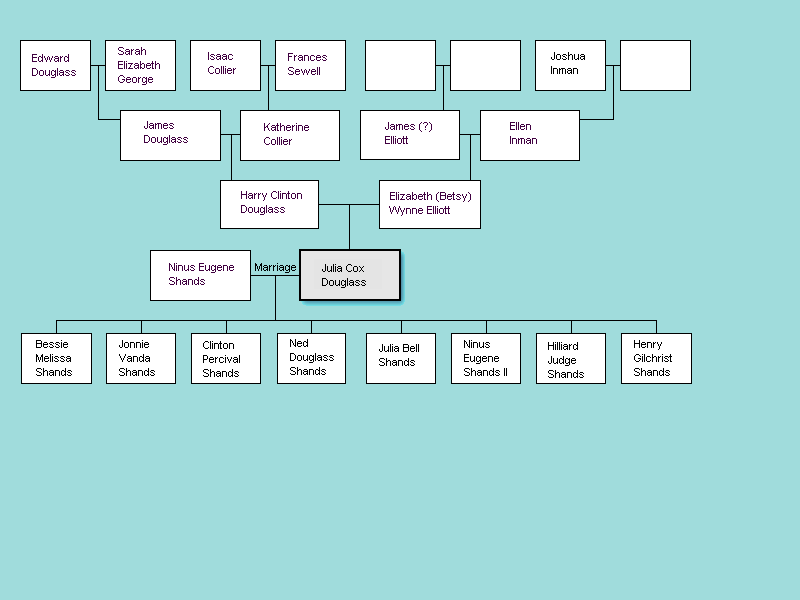 Edward
Douglass
Sarah
Elizabeth
George
Isaac
Collier
Frances
Sewell
Joshua
Inman
James
Douglass
Katherine
Collier
James (?)
Elliott
Ellen
Inman
Harry Clinton
Douglass
Elizabeth (Betsy)
Wynne Elliott
Ninus Eugene
Shands
Marriage
Julia Cox
Douglass
Bessie
Melissa
Shands
Jonnie
Vanda
Shands
Clinton
Percival
Shands
Ned
Douglass
Shands
Julia Bell
Shands
Ninus
Eugene
Shands II
Hilliard
Judge
Shands
Henry
Gilchrist
Shands